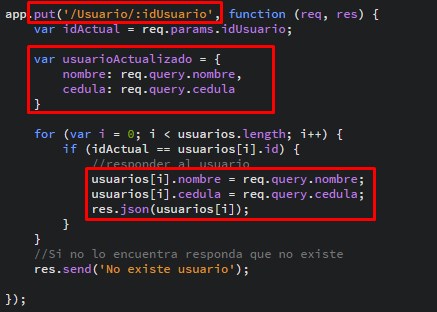 app.put('/Usuario/:idUsuario', function (req, res) {
var idActual = req.params.idUsuario;
var usuarioActualizado = {
nombre: req.query.nombre,
cedula: req.query.cedula
}
for (var i = 0; i < usuarios.length; i++) {
if (idActual == usuarios[i].id) {
//responder al usuario
usuarios[i].nombre = req.query.nombre;
usuarios[i].cedula = req.query.cedula;
res.json(usuarios[i]);
}
}
//Si no lo encuentra responda que no existe
res.send('No existe usuario');
});